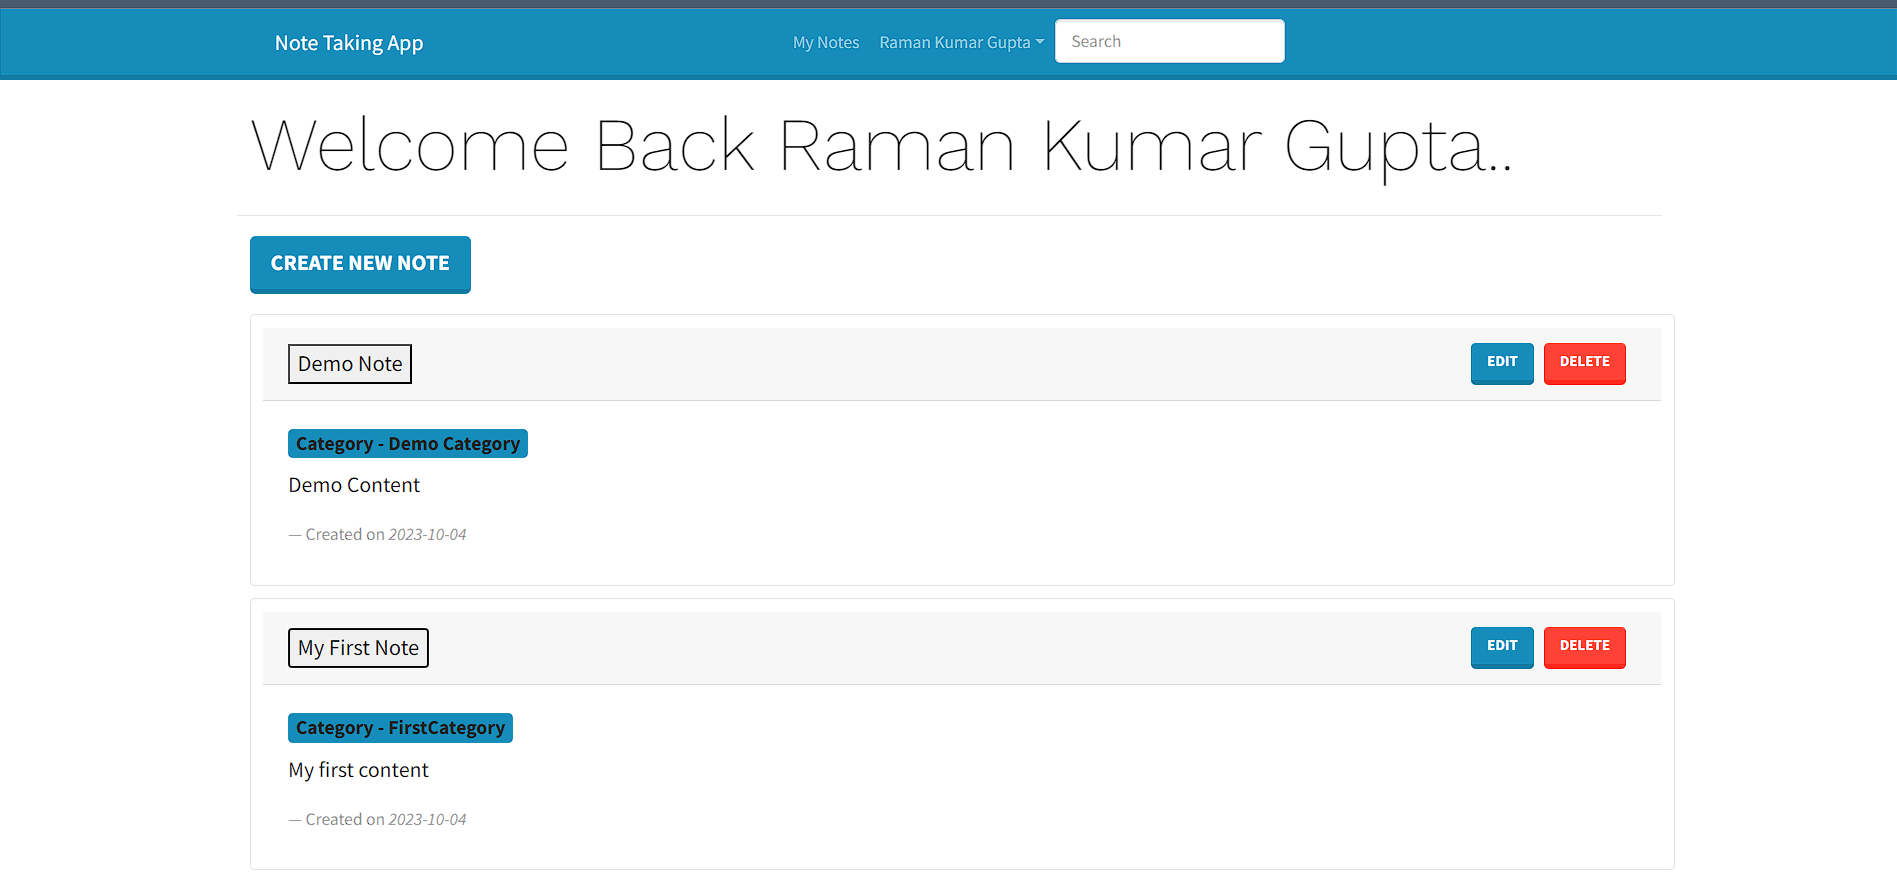 Note Taking App
My Notes
Raman Kumar Gupta
Search
Welcome Back Raman Kumar Gupta..
CREATE NEW NOTE
Demo Note
EDIT
DELETE
Category - Demo Category
Demo Content
— Created on 2023-10-04
My First Note
EDIT
DELETE
Category - FirstCategory
My first content
— Created on 2023-10-04